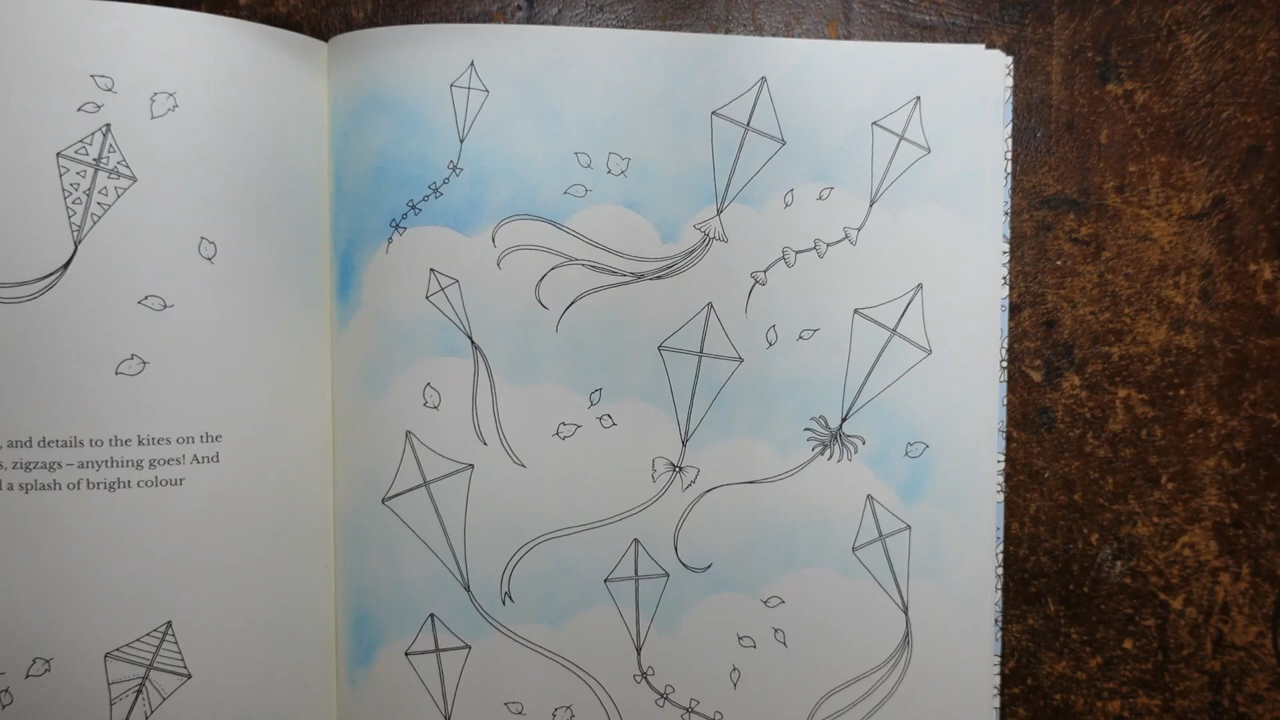 , and details to the kites on the
s, zigzags – anything goes! And
d a splash of bright colour